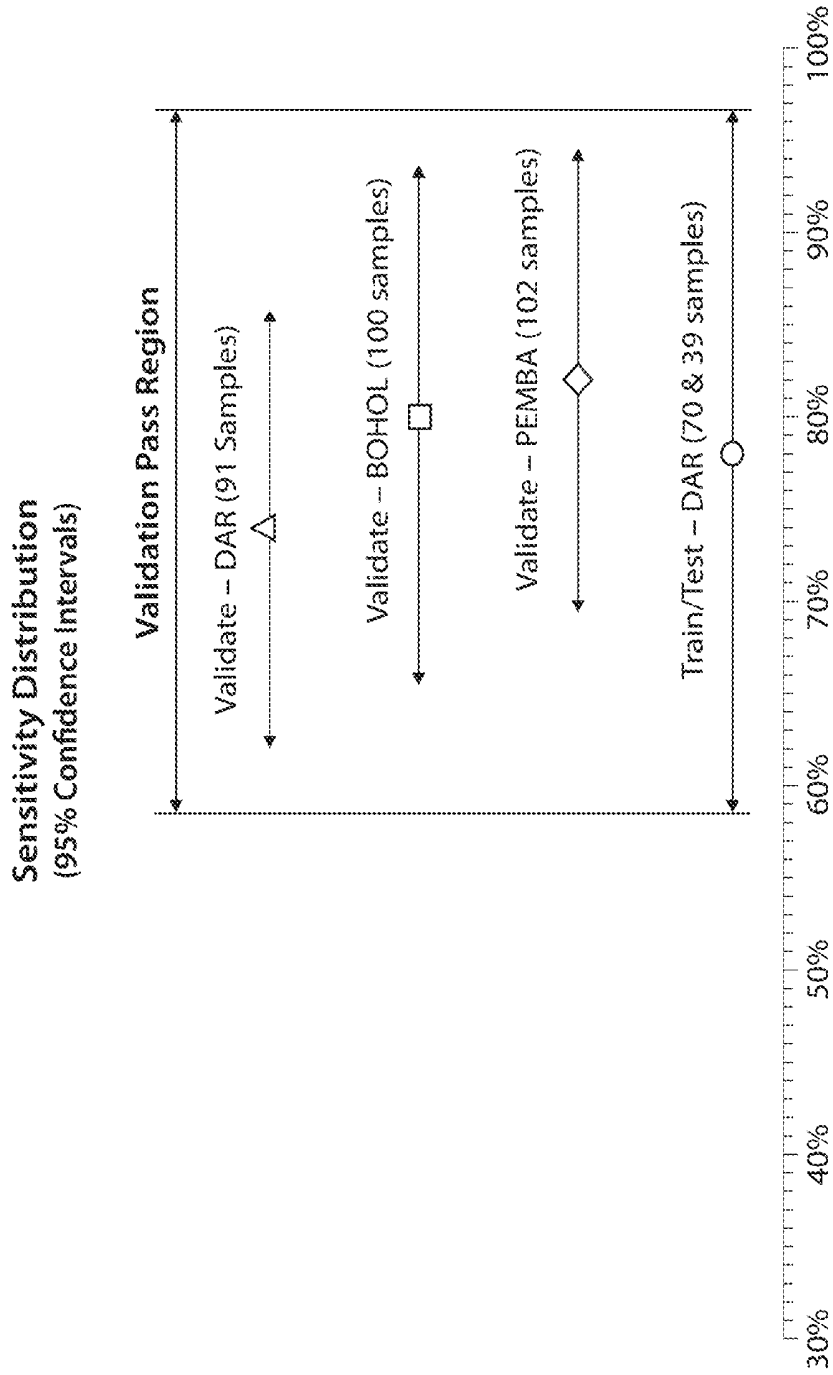 Sensitivity Distribution
(95% Confidence Intervals)
Validation Pass Region
Validate – DAR (91 Samples)
Validate – BOHOL (100 samples)
Validate – PEMBA (102 samples)
Train/Test – DAR (70 & 39 samples)
30% 40% 50% 60% 70% 80% 90% 100%